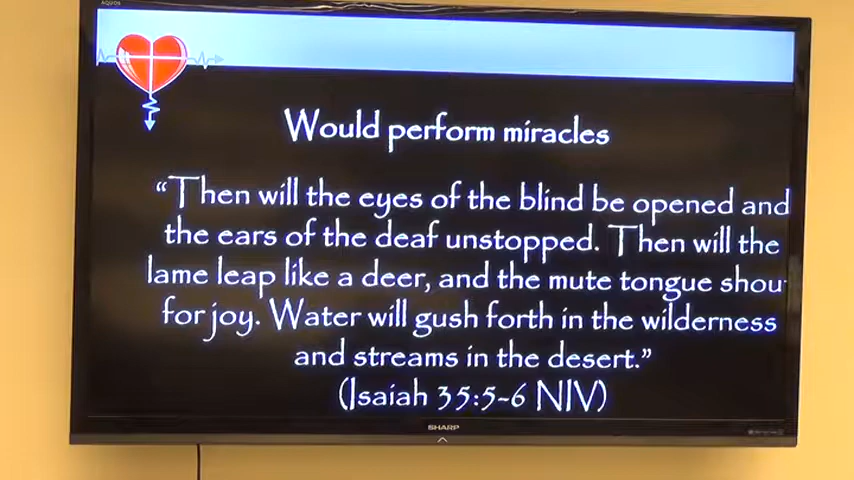 AQUOS
Would perform miracles
“Then will the eyes of the blind be opened and
the ears of the deaf unstopped. Then will the
lame leap like a deer, and the mute tongue shou
for joy. Water will gush forth in the wilderness
and streams in the desert.”
(Isaiah 35:5-6 NIV)
SHARP